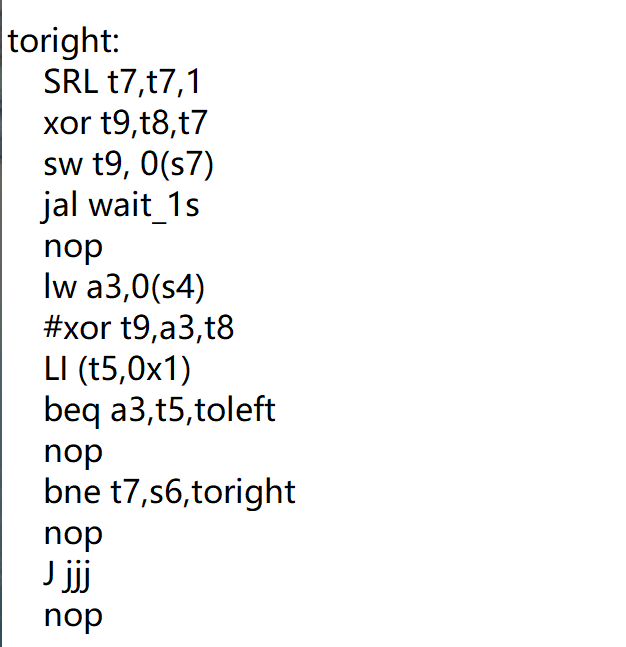 toright:
SRL t7,t7,1
xor t9,t8,t7
sw t9, 0(s7)
jal wait_1s
nop
lw a3,0(s4)
#xor t9,a3,t8
LI (t5,0x1)
beq a3,t5,toleft
nop
bne t7,s6,toright
nop
J jjj
nop